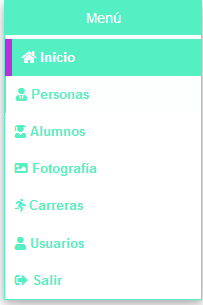 Menú
Inicio
Personas
Alumnos
Fotografía
Carreras
Usuarios
Salir